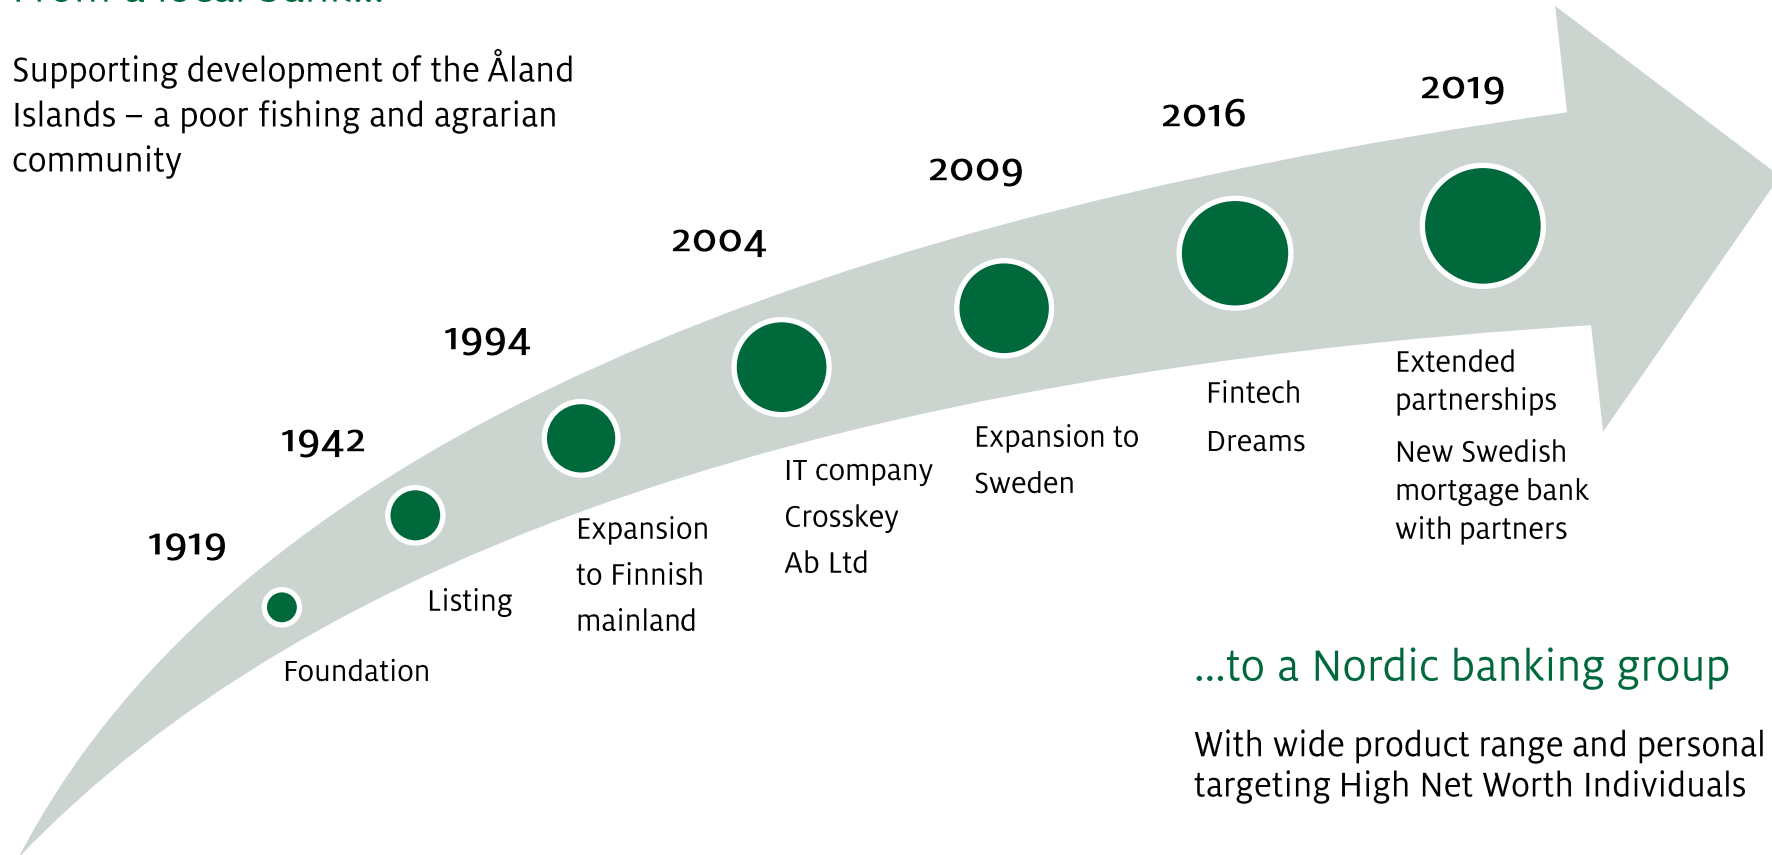 From a local bank...
Supporting development of the Åland
Islands – a poor fishing and agrarian
community
1919
Foundation
1942
Listing
1994
Expansion
to Finnish
mainland
2004
IT company
Crosskey
Ab Ltd
2009
Expansion to
Sweden
2016
Fintech
Dreams
2019
Extended
partnerships
New Swedish
mortgage bank
with partners
...to a Nordic banking group
With wide product range and personal
targeting High Net Worth Individuals